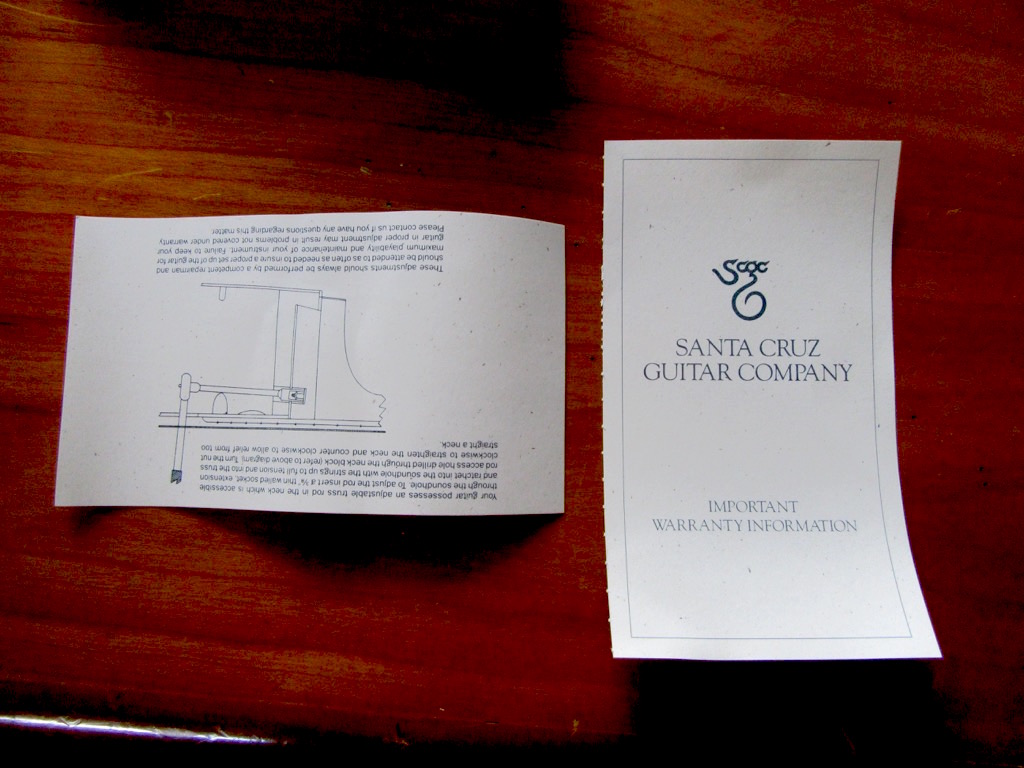 Your guitar possesses an adjustable truss rod in the neck which is accessible
through the soundhole. To adjust the rod insert a ⅜, thin walled socket, extension
and ratchet into the soundhole with the strings up to full tension and into the truss
rod access hole drilled through the neck block (refer to above diagram). Turn the nut
clockwise to straighten the neck and counter clockwise to allow relief from too
straight a neck.
These adjustments should always be performed by a competent repairman and
should be attended to as often as needed to insure a proper set up of the guitar for
maximum playability and maintenance of your instrument. Failure to keep your
guitar in proper adjustment may result in problems not covered under warranty
Please contact us if you have any questions regarding this matter
scgc
SANTA CRUZ
GUITAR COMPANY
IMPORTANT
WARRANTY INFORMATION